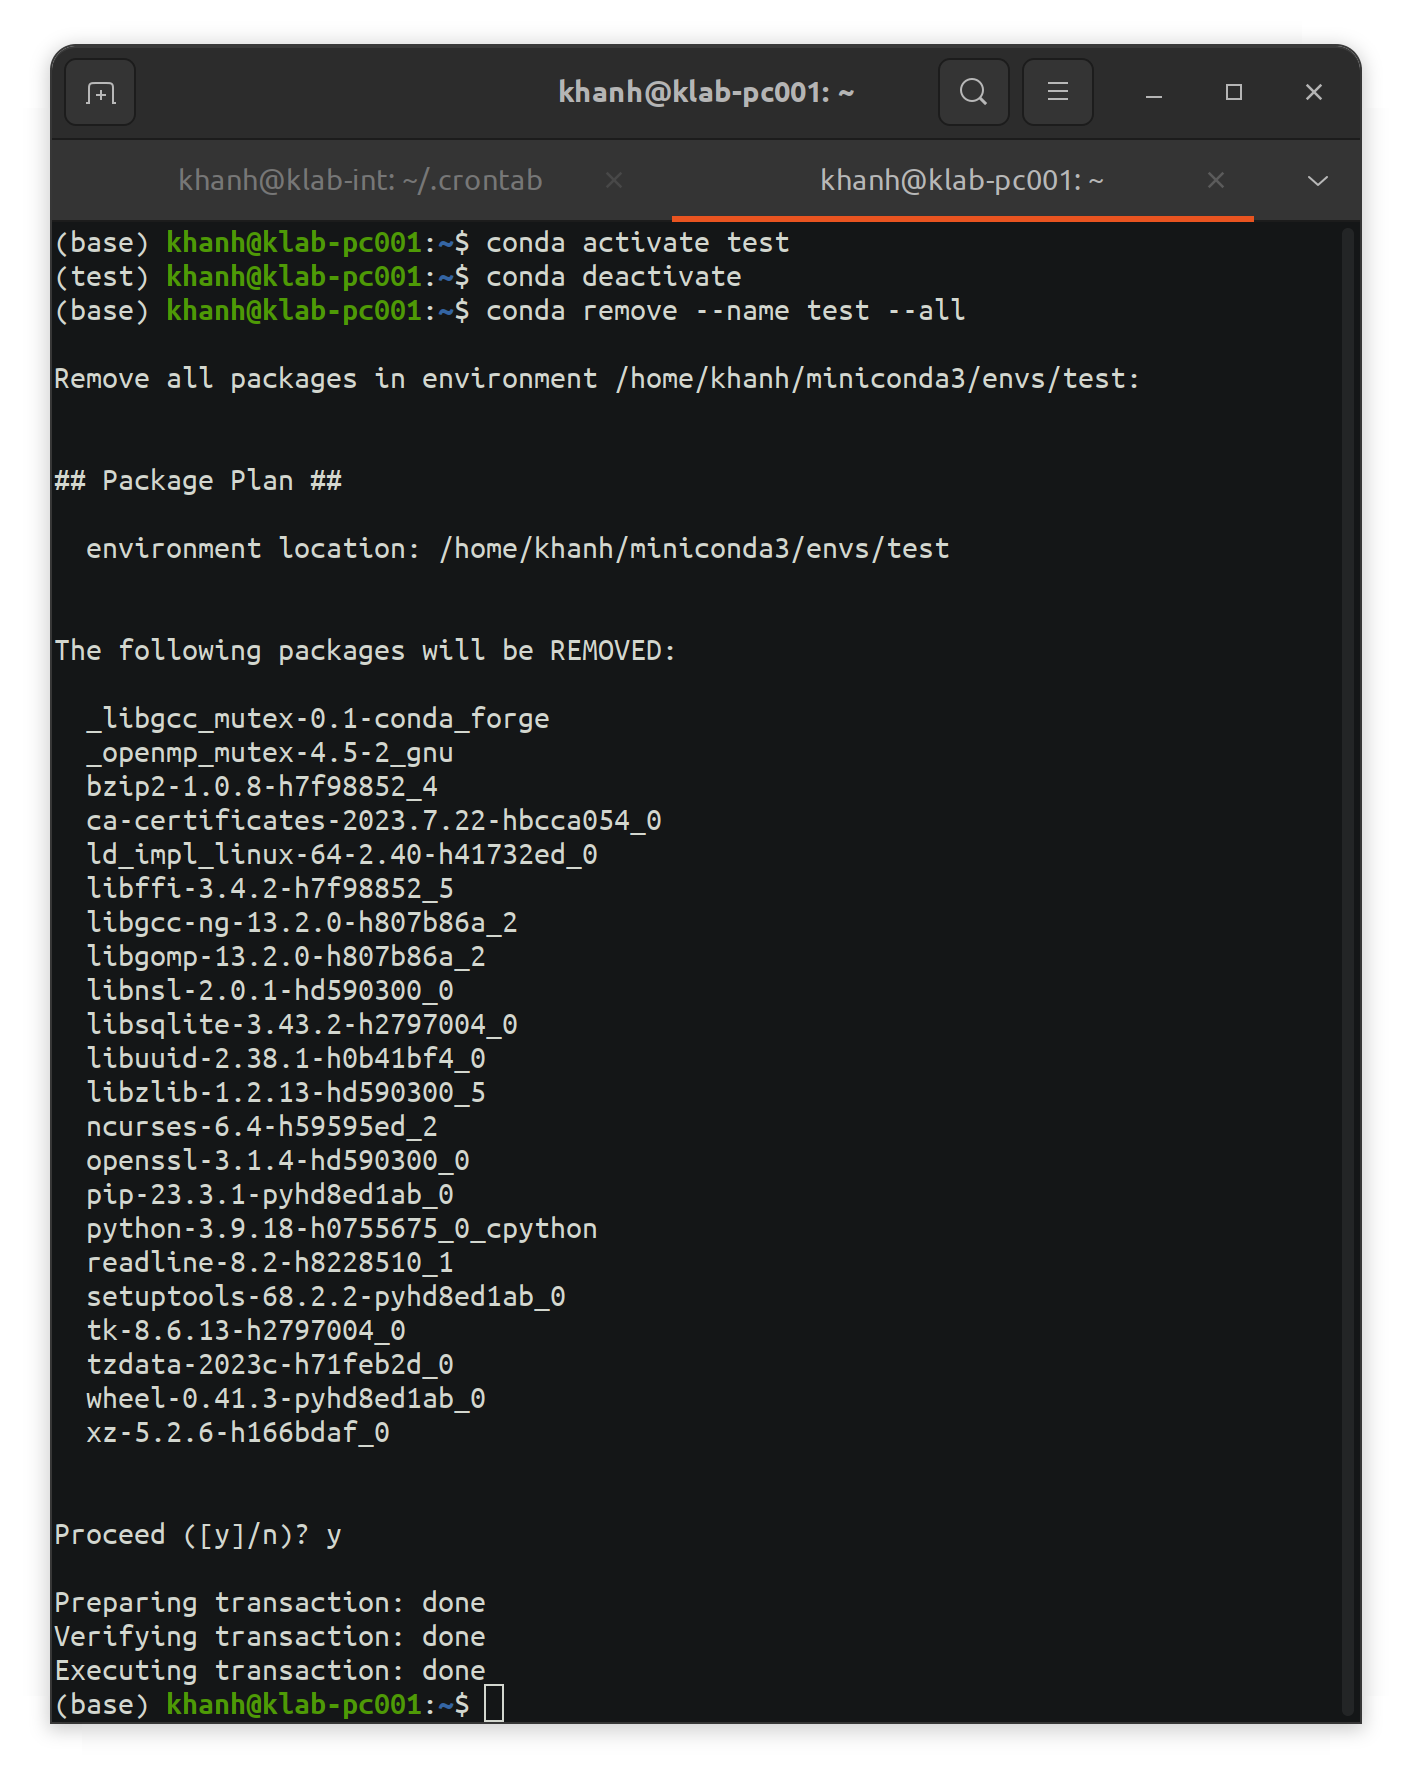 khanh@klab-pc001: ~
khanh@klab-int: ~/.crontab
khanh@klab-pc001: ~
(base) khanh@klab-pc001:~$ conda activate test
(test) khanh@klab-pc001:~$ conda deactivate
(base) khanh@klab-pc001:~$ conda remove --name test --all
Remove all packages in environment /home/khanh/miniconda3/envs/test:
## Package Plan ##
environment location: /home/khanh/miniconda3/envs/test
The following packages will be REMOVED:
_libgcc_mutex-0.1-conda_forge
_openmp_mutex-4.5-2_gnu
bzip2-1.0.8-h7f98852_4
ca-certificates-2023.7.22-hbcca054_0
ld_impl_linux-64-2.40-h41732ed_0
libffi-3.4.2-h7f98852_5
libgcc-ng-13.2.0-h807b86a_2
libgomp-13.2.0-h807b86a_2
libnsl-2.0.1-hd590300_0
libsqlite-3.43.2-h2797004_0
libuuid-2.38.1-h0b41bf4_0
libzlib-1.2.13-hd590300_5
ncurses-6.4-h59595ed_2
openssl-3.1.4-hd590300_0
pip-23.3.1-pyhd8ed1ab_0
python-3.9.18-h0755675_0_cpython
readline-8.2-h8228510_1
setuptools-68.2.2-pyhd8ed1ab_0
tk-8.6.13-h2797004_0
tzdata-2023c-h71feb2d_0
wheel-0.41.3-pyhd8ed1ab_0
xz-5.2.6-h166bdaf_0
Proceed ([y]/n)? y
Preparing transaction: done
Verifying transaction: done
Executing transaction: done
(base) khanh@klab-pc001:~$